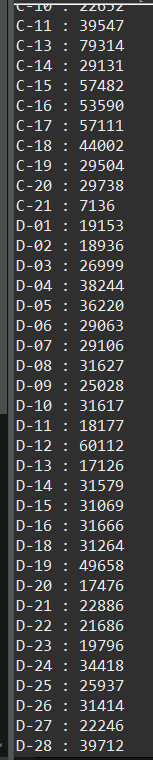 C-10 : 22652
C-11 : 39547
C-13 : 79314
C-14 : 29131
C-15 : 57482
C-16 : 53590
C-17 : 57111
C-18 : 44002
C-19 : 29504
C-20 : 29738
C-21 : 7136
D-01 : 19153
D-02 : 18936
D-03 : 26999
D-04 : 38244
D-05 : 36220
D-06 : 29063
D-07 : 29106
D-08 : 31627
D-09 : 25028
D-10 : 31617
D-11 : 18177
D-12 : 60112
D-13 : 17126
D-14 : 31579
D-15 : 31069
D-16 : 31666
D-18 : 31264
D-19 : 49658
D-20 : 17476
D-21 : 22886
D-22 : 21686
D-23 : 19796
D-24 : 34418
D-25 : 25937
D-26 : 31414
D-27 : 22246
D-28 : 39712